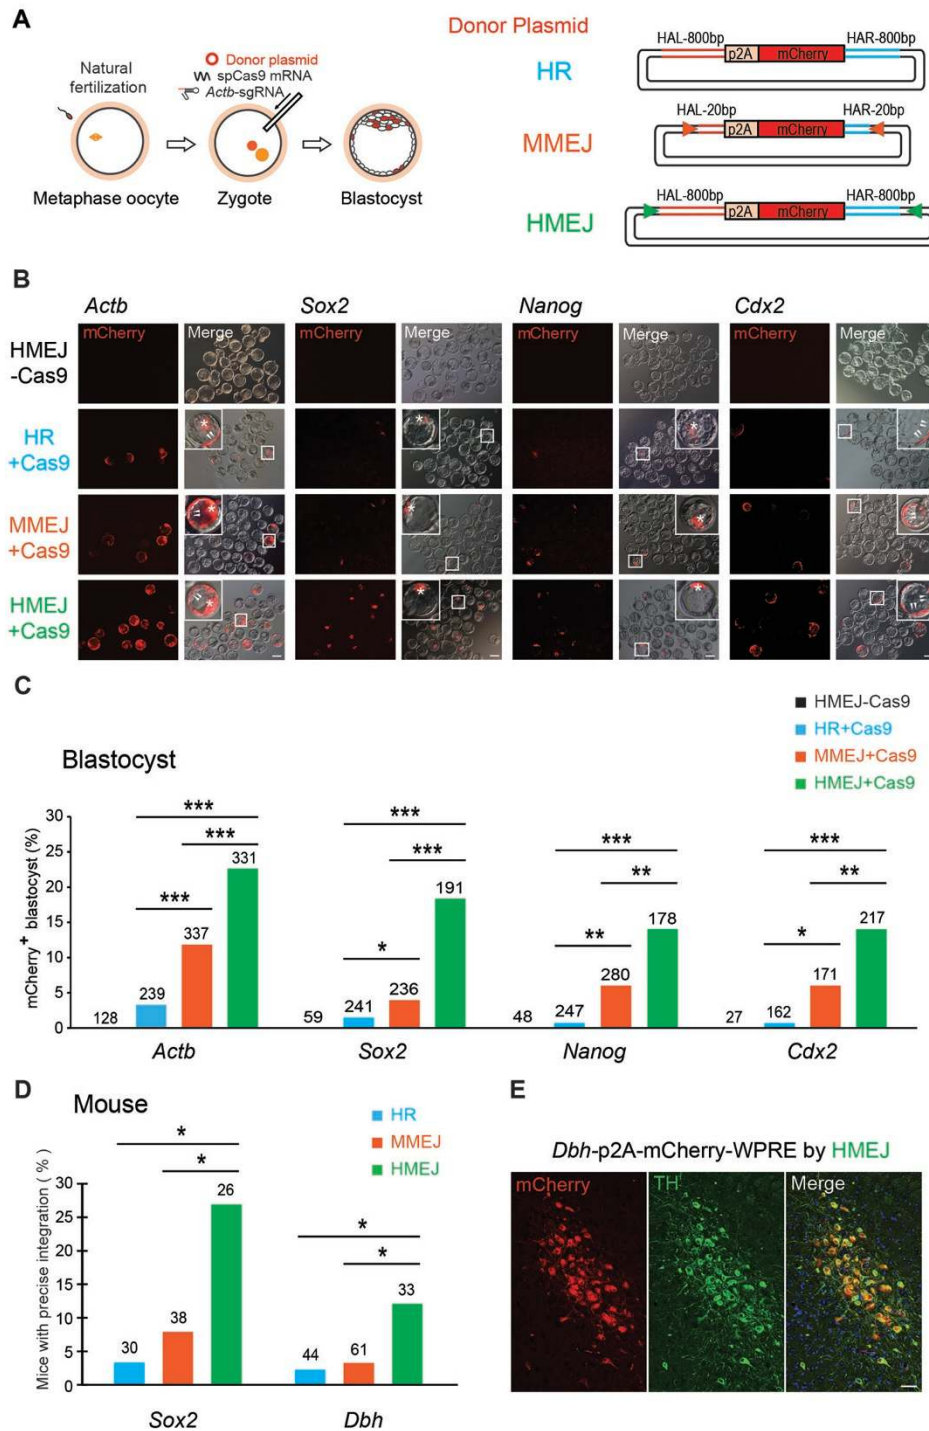 A
Natural
fertilization
Donor plasmid
spCas9 mRNA
Actb-sgRNA
Metaphase oocyte
Zygote
Blastocyst
Donor Plasmid
HR
HAL-800bp
HAR-800bp
p2A
mCherry
MMEJ
HAL-20bp
HAR-20bp
p2A
mCherry
HMEJ
HAL-800bp
HAR-800bp
p2A
mCherry
B
Actb
Sox2
Nanog
Cdx2
mCherry
Merge
mCherry
Merge
mCherry
Merge
mCherry
Merge
HMEJ
-Cas9
HR
+Cas9
MMEJ
+Cas9
HMEJ
+Cas9
C
HMEJ-Cas9
HR+Cas9
MMEJ+Cas9
HMEJ+Cas9
Blastocyst
mCherry+ blastocyst (%)
30
25
20
15
10
5
0
*** *** *** 128 239 337 331
*** *** * 59 241 236 191
*** ** ** 48 247 280 178
*** ** * 27 162 171 217
Actb
Sox2
Nanog
Cdx2
D
Mouse
HR
MMEJ
HMEJ
Mice with precise integration ( % )
30
25
20
15
10
5
0
* * 30 38 26
* * 44 61 33
Sox2
Dbh
E
Dbh-p2A-mCherry-WPRE by HMEJ
mCherry
TH
Merge